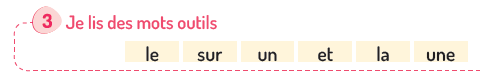 3 Je lis des mots outils
le sur un et la une